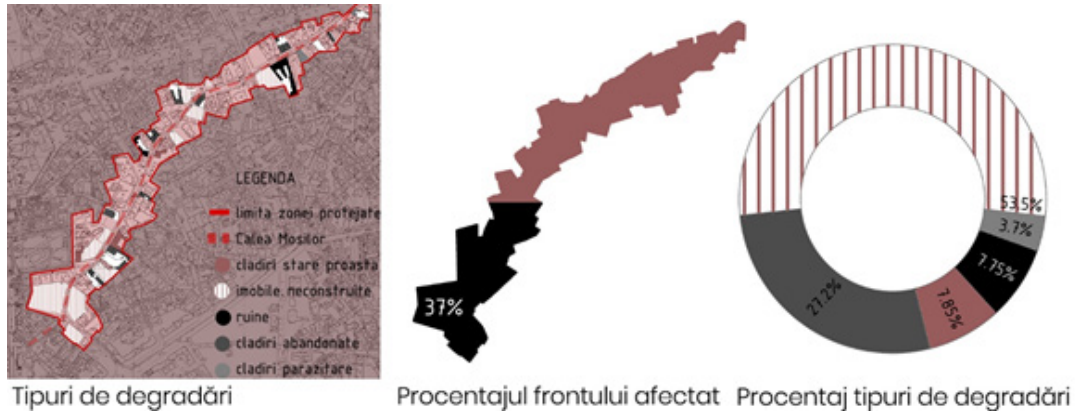 LEGENDA
limita zonei protejate
Calea Mosilor
cladiri stare proasta
imobile neconstruite
ruine
cladiri abandonate
cladiri parazitare
Tipuri de degradări
37%
Procentajul frontului afectat
53.5%
3.7%
7.75%
7.85%
27.2%
Procentaj tipuri de degradări